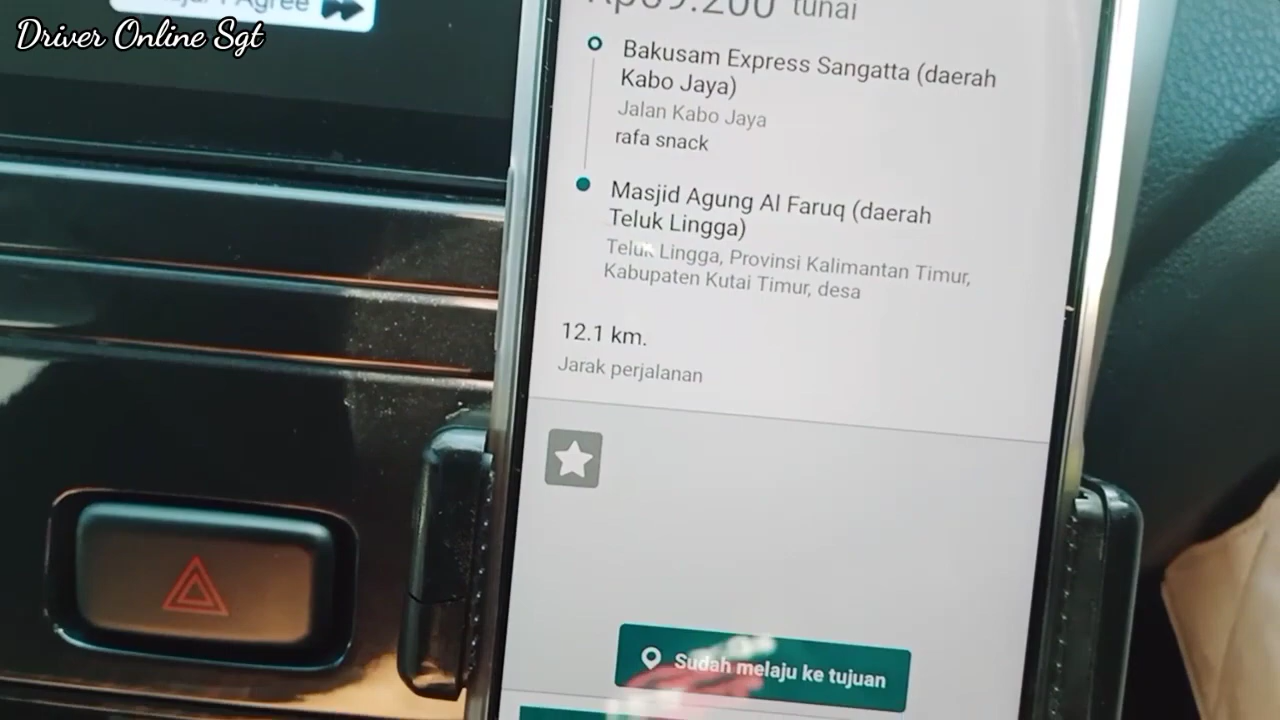 Driver Online Sgt
Agree
tunai
Bakusam Express Sangatta (daerah
Kabo Jaya)
Jalan Kabo Jaya
rafa snack
Masjid Agung Al Faruq (daerah
Teluk Lingga)
Teluk Lingga, Provinsi Kalimantan Timur,
Kabupaten Kutai Timur, desa
12.1 km.
Jarak perjalanan
Sudah melaju ke tujuan